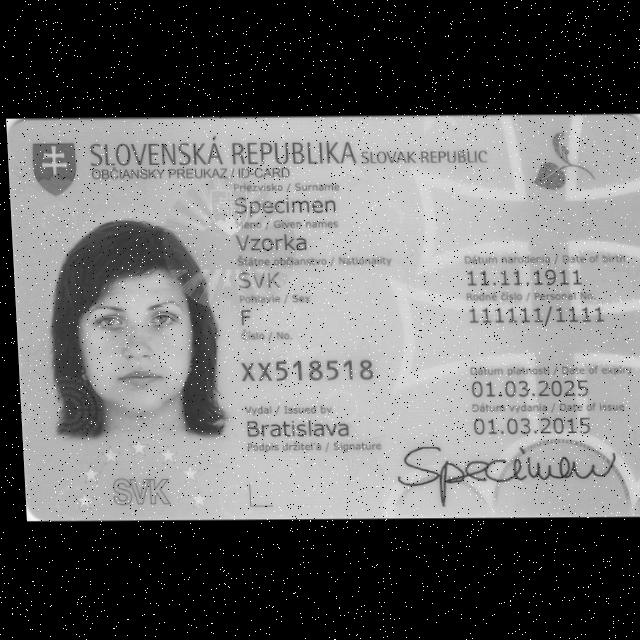 SLOVENSKÁ REPUBLIKA SLOVAK REPUBLIC
OBČIANSKY PREUKAZ / ID CARD
Priezvisko / Surname
Specimen
Meno / Given names
Vzorka
Štátne občianstvo / Nationality
SVK
Pohlavie / Sex
F
Číslo / No.
XX518518
Vydal / Issued by
Bratislava
Podpis držiteľa / Signature
Dátum narodenia / Date of birth
11.11.1911
Rodné číslo / Personal No.
111111/1111
Dátum platnosti / Date of expiry
01.03.2025
Dátum vydania / Date of issue
01.03.2015
Specimen
SVK